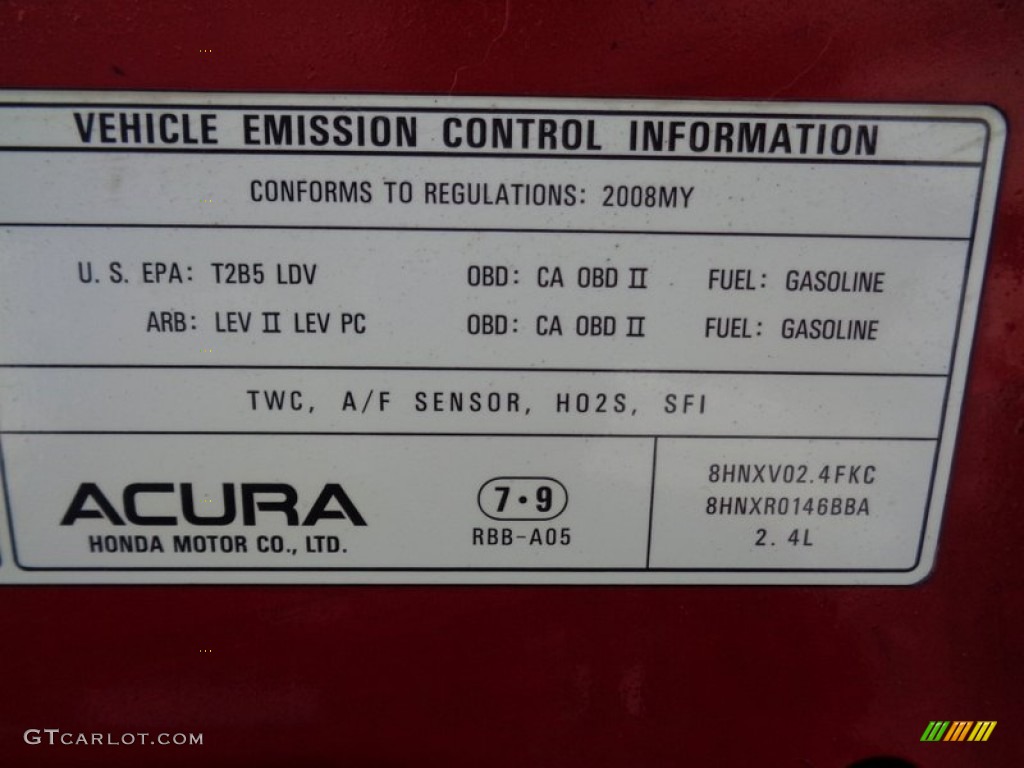 VEHICLE EMISSION CONTROL INFORMATION
CONFORMS TO REGULATIONS: 2008MY
U.S. EPA: T2B5 LDV OBD: CA OBD II FUEL: GASOLINE
ARB: LEV II LEV PC OBD: CA OBD II FUEL: GASOLINE
TWC, A/F SENSOR, HO2S, SFI
ACURA
HONDA MOTOR CO., LTD.
7•9
RBB-A05
8HNXV02.4FKC
8HNXR0146BBA
2.4L
GTCARLOT.COM